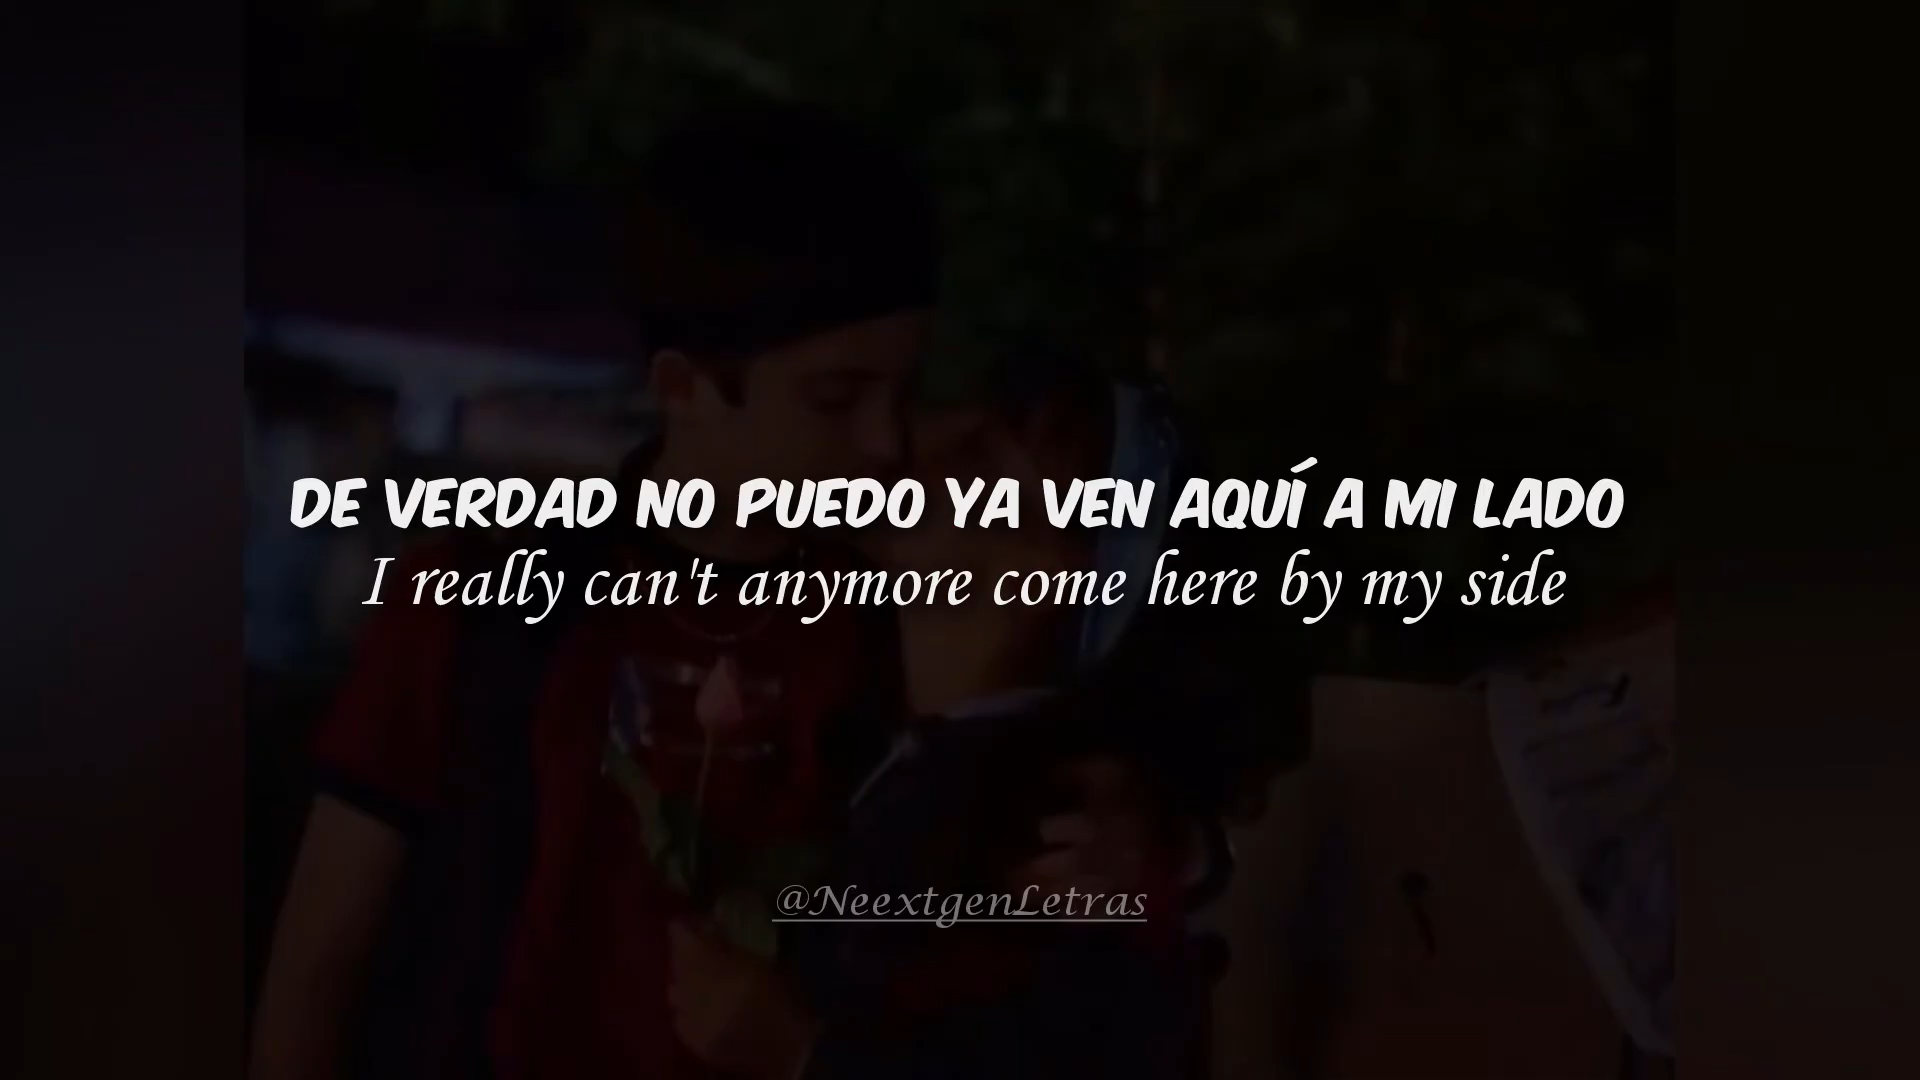 DE VERDAD NO PUEDO YA VEN AQUÍ A MI LADO
I really can't anymore come here by my side
@NeextgenLetras